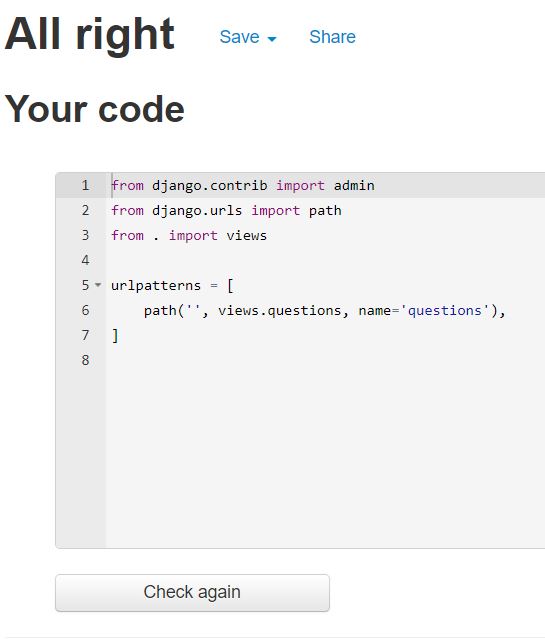 All right Save Share
Your code
1 from django.contrib import admin
2 from django.urls import path
3 from . import views
4
5 urlpatterns = [
6     path('', views.questions, name='questions'),
7 ]
8
Check again